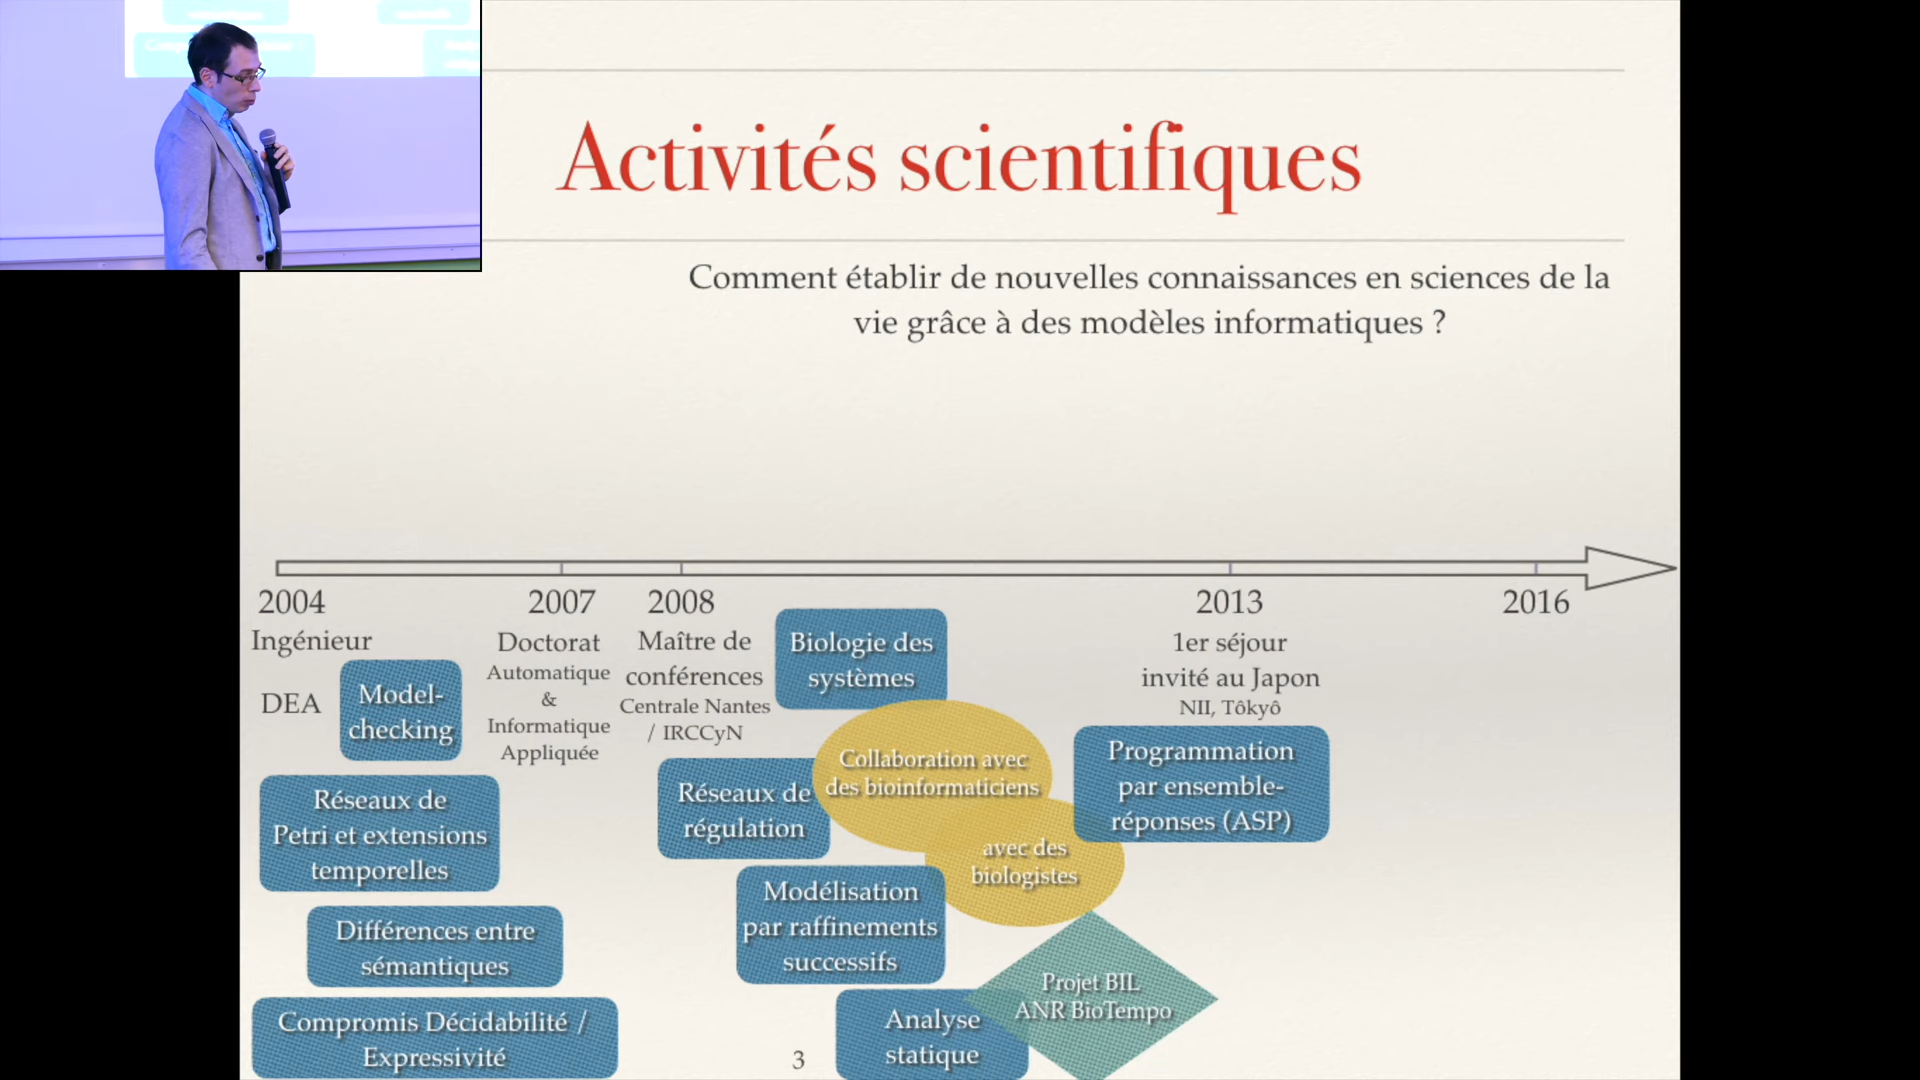 Activités scientifiques
Comment établir de nouvelles connaissances en sciences de la
vie grâce à des modèles informatiques ?
2004
Ingénieur
DEA
Model-
checking
Réseaux de
Petri et extensions
temporelles
Différences entre
sémantiques
Compromis Décidabilité /
Expressivité
2007
Doctorat
Automatique
&
Informatique
Appliquée
2008
Maître de
conférences
Centrale Nantes
/ IRCCyN
Biologie des
systèmes
Réseaux de
régulation
Collaboration avec
des bioinformaticiens
avec des
biologistes
Modélisation
par raffinements
successifs
Analyse
statique
Projet BIL
ANR BioTempo
2013
1er séjour
invité au Japon
NII, Tôkyô
Programmation
par ensemble-
réponses (ASP)
2016
3